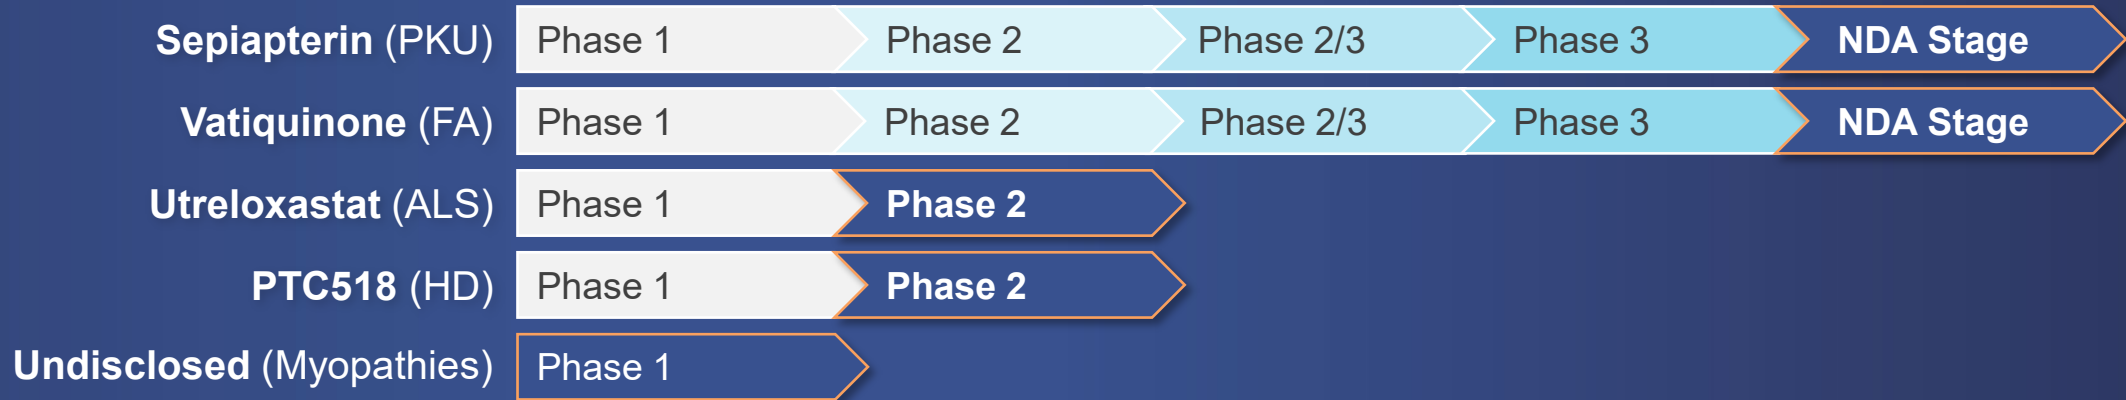 Sepiapterin (PKU) Phase 1 Phase 2 Phase 2/3 Phase 3 NDA Stage
Vatiquinone (FA) Phase 1 Phase 2 Phase 2/3 Phase 3 NDA Stage
Utreloxastat (ALS) Phase 1 Phase 2
PTC518 (HD) Phase 1 Phase 2
Undisclosed (Myopathies) Phase 1